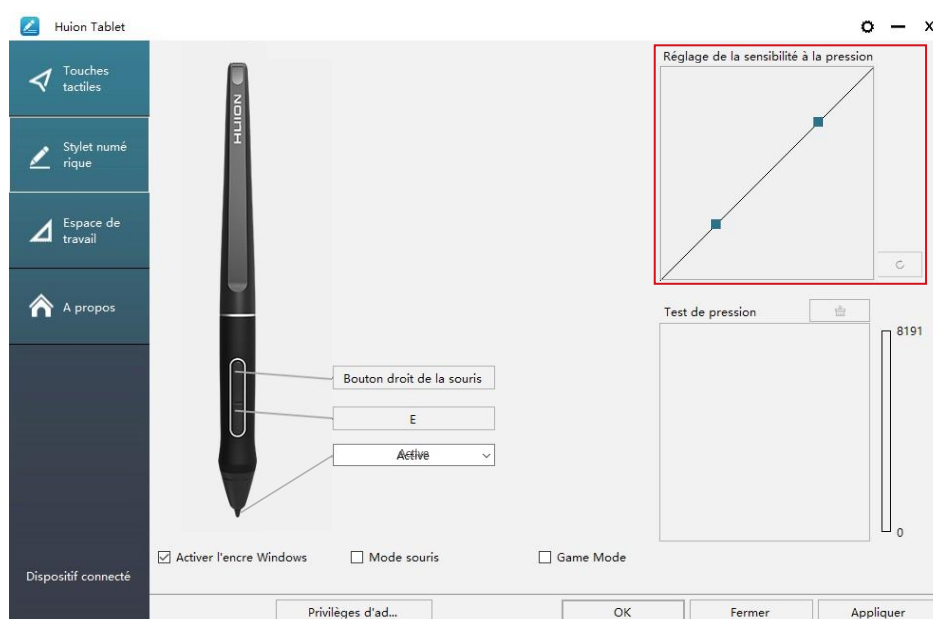 Huion Tablet
Touches
tactiles
Stylet numé
rique
Espace de
travail
A propos
Dispositif connecté
HUION
Bouton droit de la souris
E
Active
Activer l'encre Windows
Mode souris
Game Mode
Réglage de la sensibilité à la pression
Test de pression
8191
0
Privilèges d'ad...
OK
Fermer
Appliquer